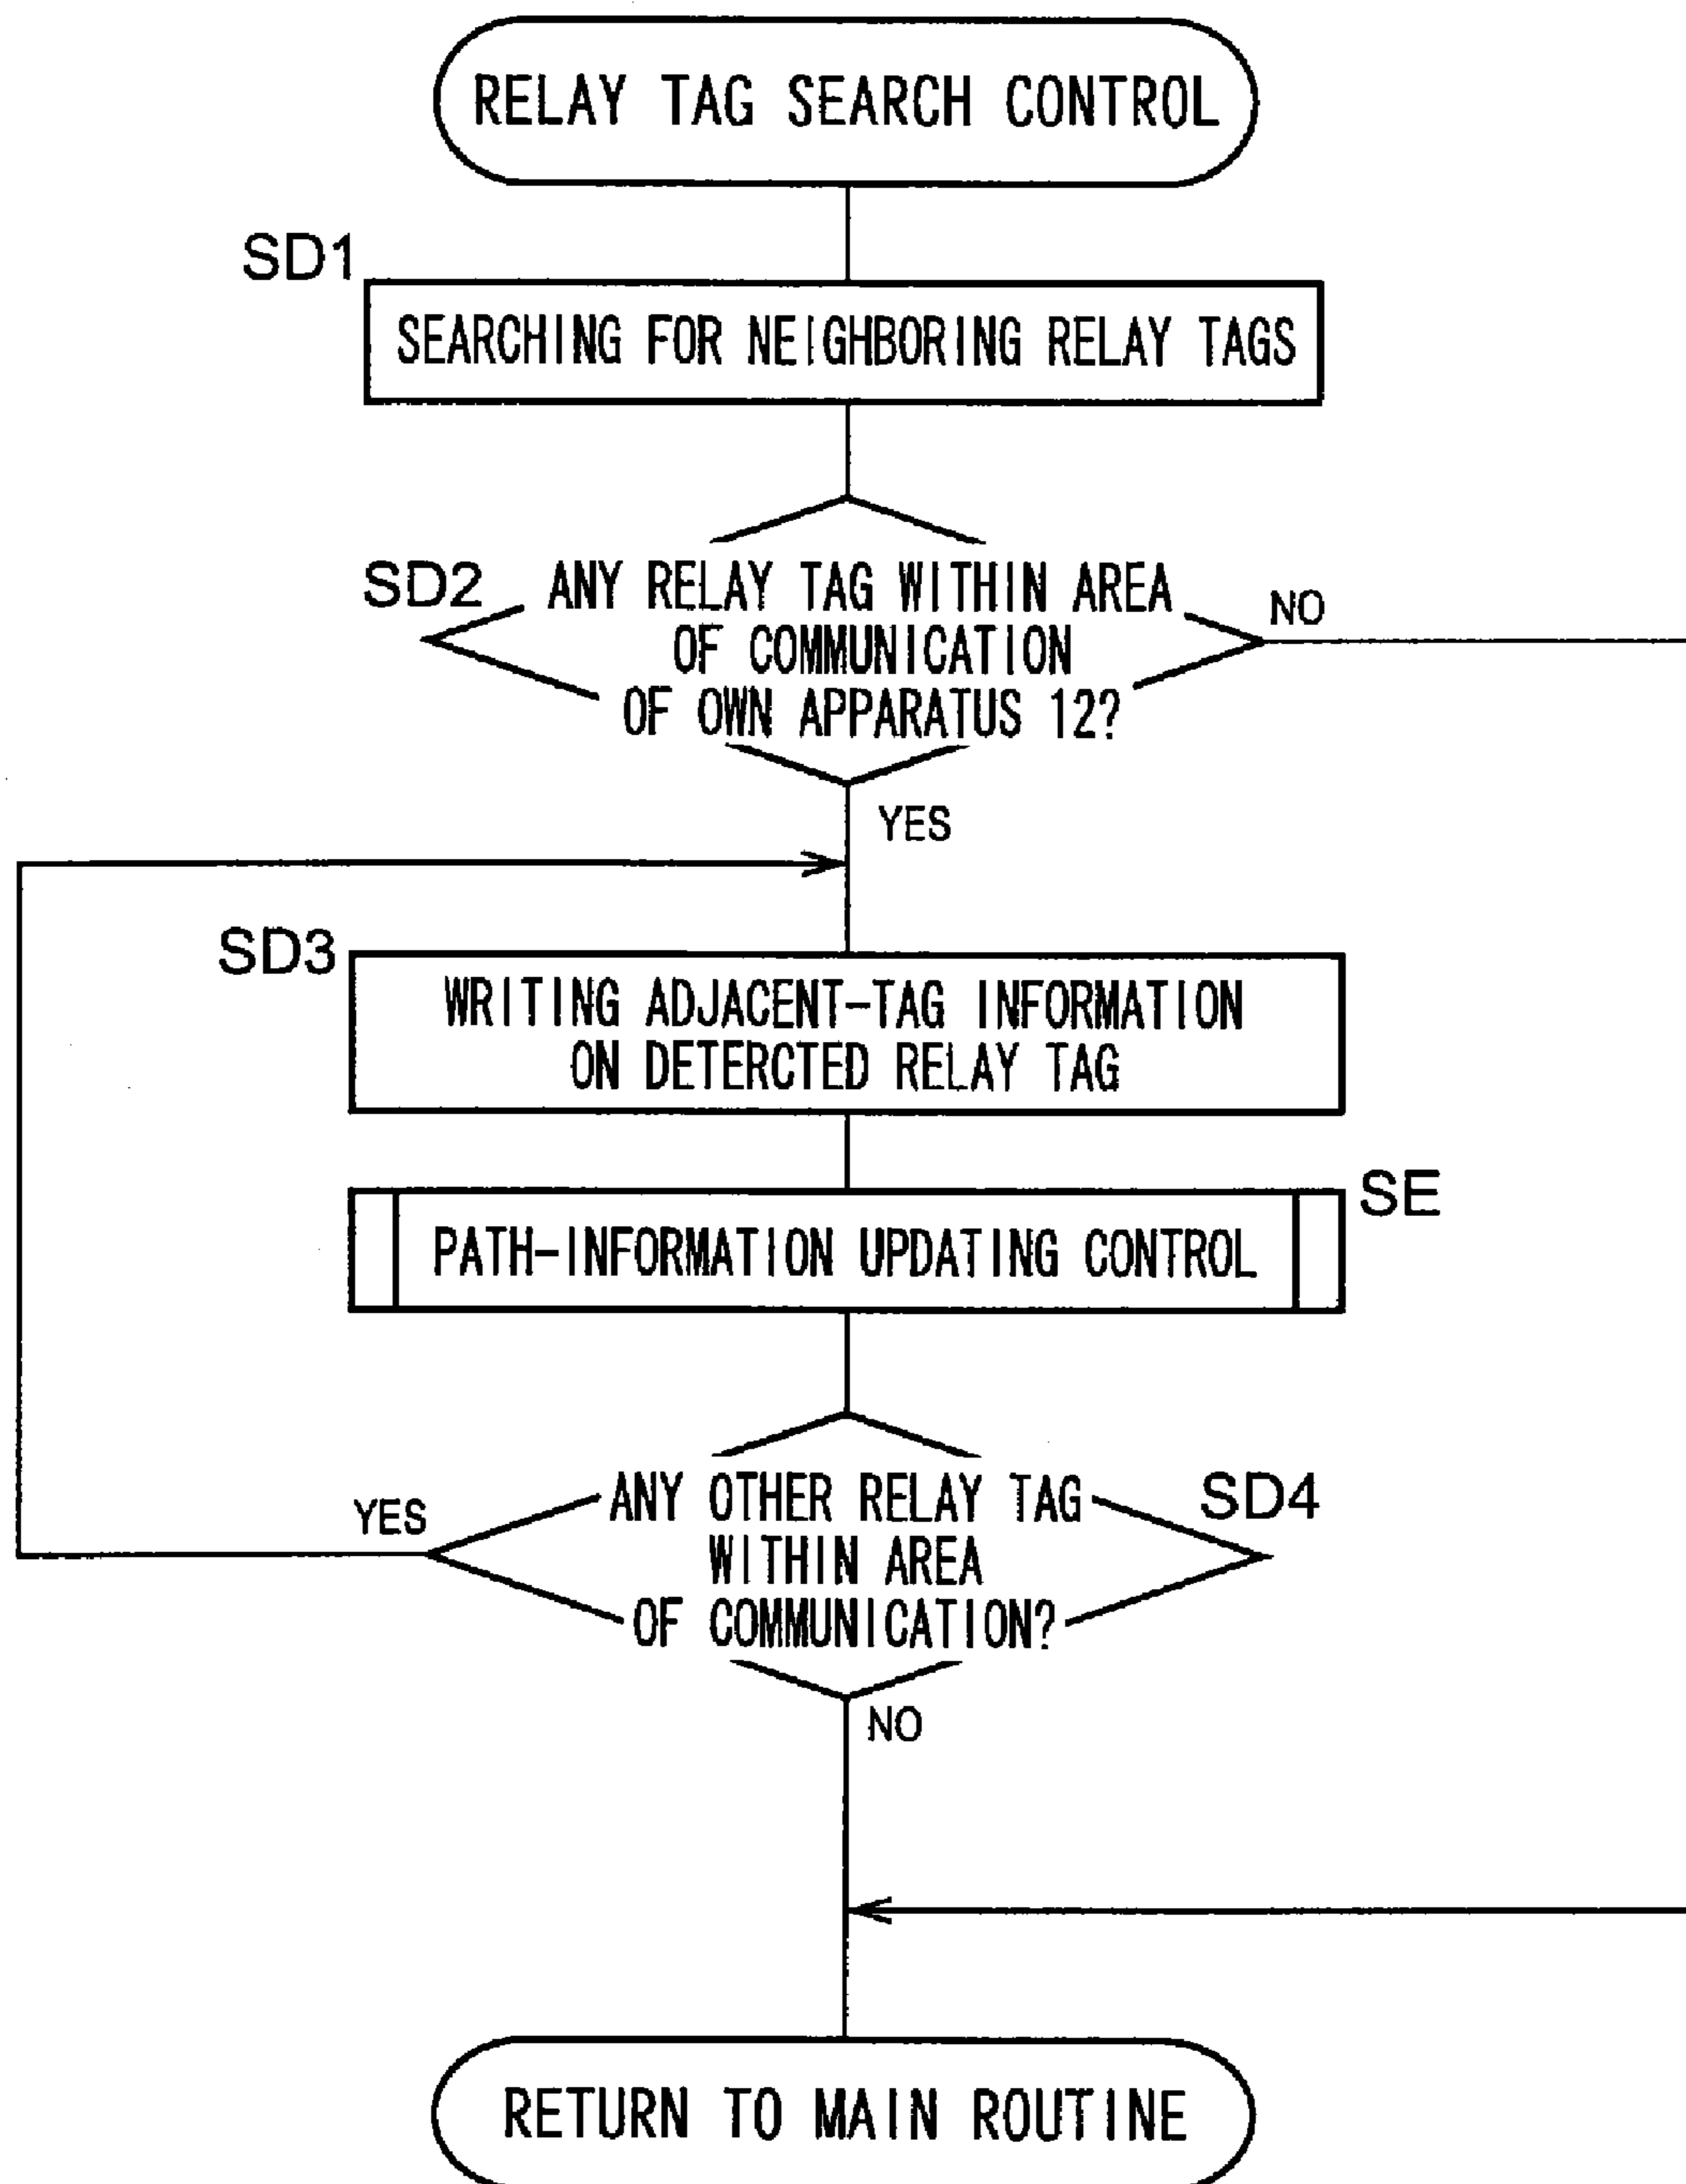 RELAY TAG SEARCH CONTROL
SD1
SEARCHING FOR NEIGHBORING RELAY TAGS
SD2
ANY RELAY TAG WITHIN AREA
OF COMMUNICATION
OF OWN APPARATUS 12?
NO
YES
SD3
WRITING ADJACENT-TAG INFORMATION
ON DETERCTED RELAY TAG
SE
PATH-INFORMATION UPDATING CONTROL
YES
ANY OTHER RELAY TAG
WITHIN AREA
OF COMMUNICATION?
SD4
NO
RETURN TO MAIN ROUTINE